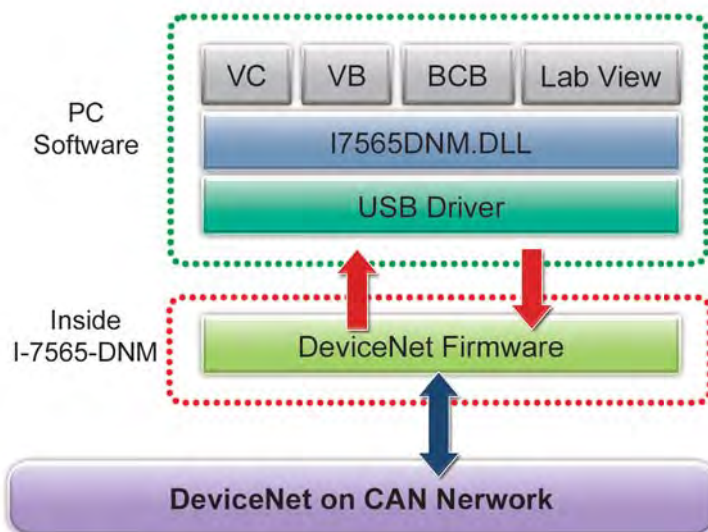 VC VB BCB Lab View
PC
Software
I7565DNM.DLL
USB Driver
Inside
I-7565-DNM
DeviceNet Firmware
DeviceNet on CAN Nerwork